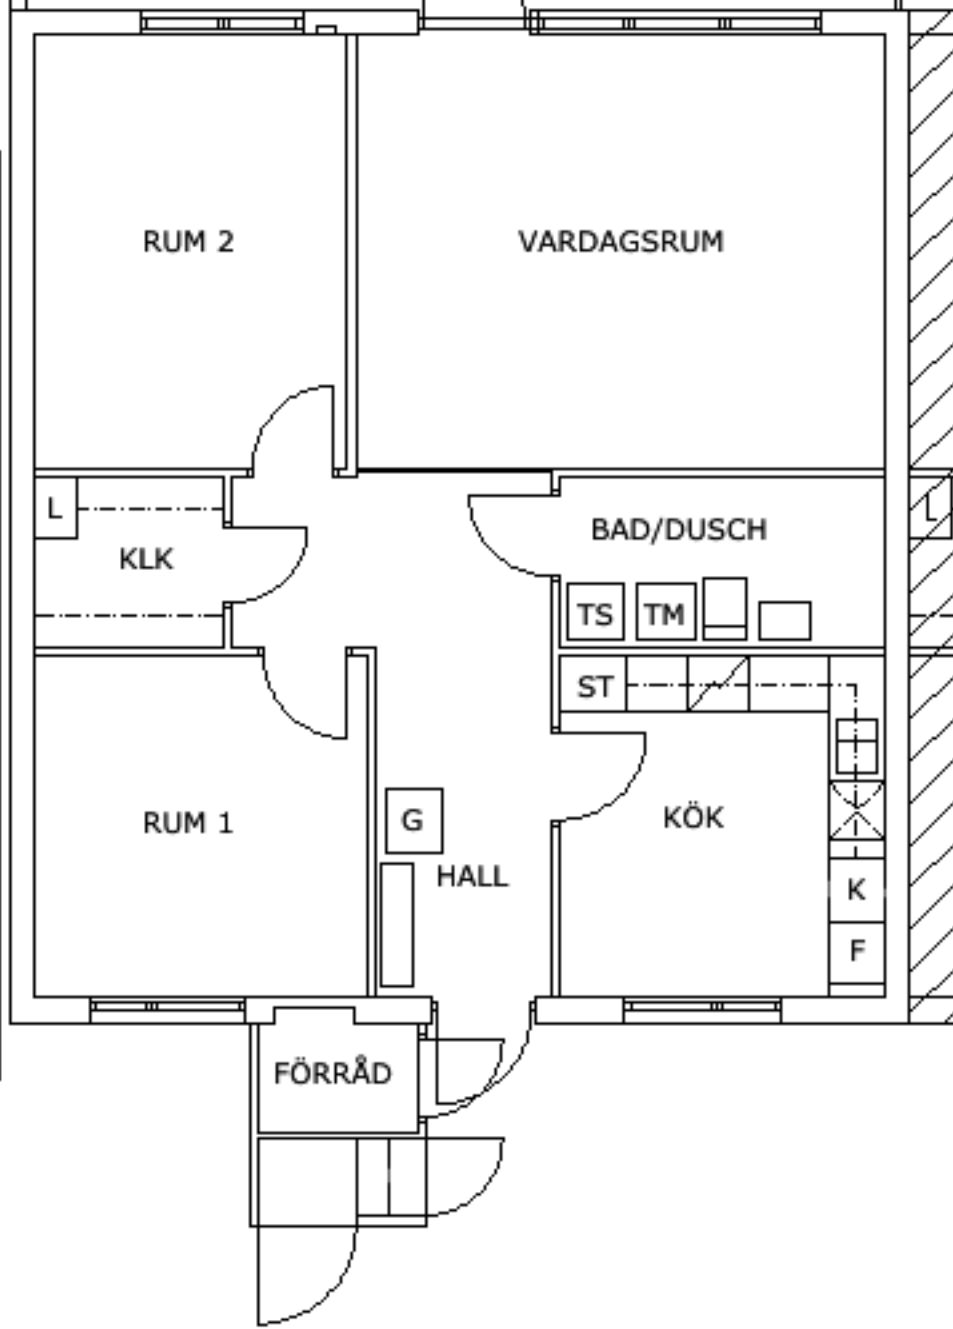 RUM 2
VARDAGSRUM
L
L
BAD/DUSCH
KLK
TS
TM
ST
RUM 1
G
KÖK
HALL
K
F
FÖRRÅD